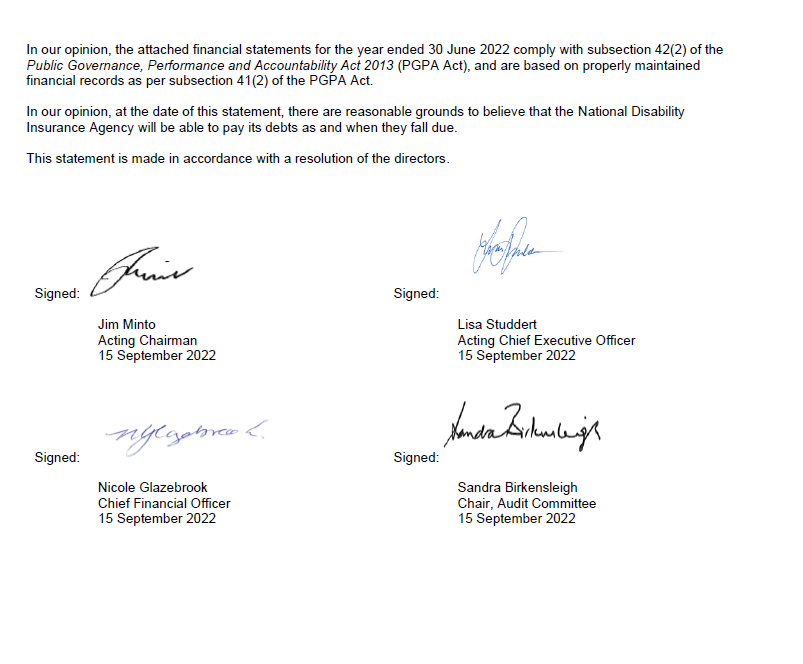 In our opinion, the attached financial statements for the year ended 30 June 2022 comply with subsection 42(2) of the
Public Governance, Performance and Accountability Act 2013 (PGPA Act), and are based on properly maintained
financial records as per subsection 41(2) of the PGPA Act.
In our opinion, at the date of this statement, there are reasonable grounds to believe that the National Disability
Insurance Agency will be able to pay its debts as and when they fall due.
This statement is made in accordance with a resolution of the directors.
Signed:
Jim Minto
Acting Chairman
15 September 2022
Signed:
Lisa Studdert
Acting Chief Executive Officer
15 September 2022
Signed:
NYGlazebrook
Nicole Glazebrook
Chief Financial Officer
15 September 2022
Sandra Birkensleigh
Signed:
Sandra Birkensleigh
Chair, Audit Committee
15 September 2022